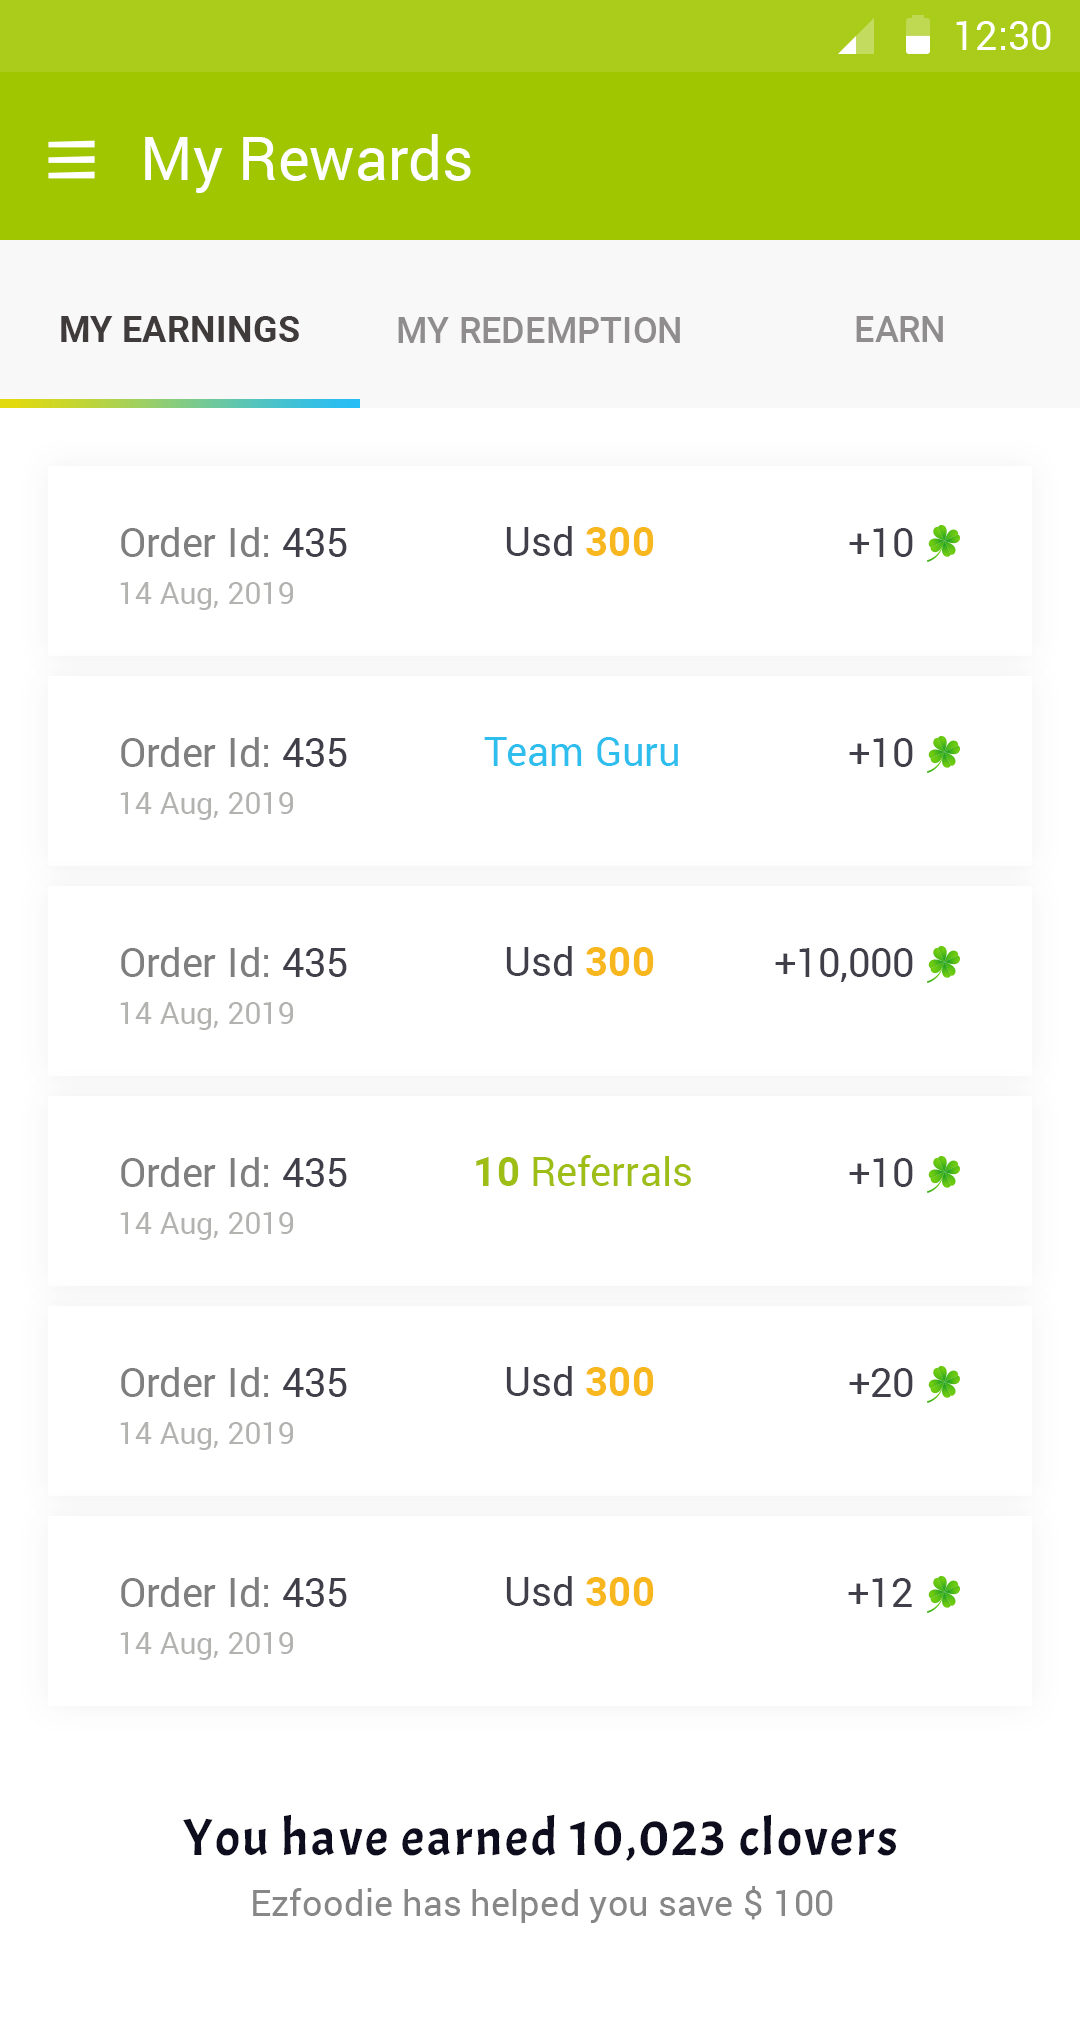 12:30
My Rewards
MY EARNINGS MY REDEMPTION EARN
Order Id: 435 Usd 300 +10
14 Aug, 2019
Order Id: 435 Team Guru +10
14 Aug, 2019
Order Id: 435 Usd 300 +10,000
14 Aug, 2019
Order Id: 435 10 Referrals +10
14 Aug, 2019
Order Id: 435 Usd 300 +20
14 Aug, 2019
Order Id: 435 Usd 300 +12
14 Aug, 2019
You have earned 10,023 clovers
Ezfoodie has helped you save $ 100